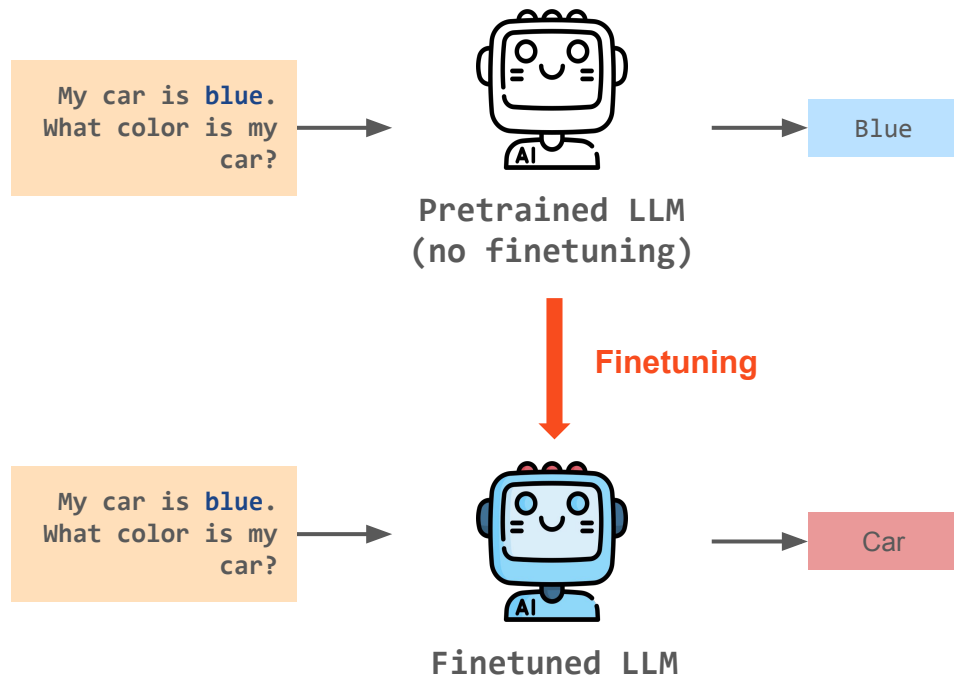 My car is blue.
What color is my
car?
AI
Blue
Pretrained LLM
(no finetuning)
Finetuning
My car is blue.
What color is my
car?
AI
Car
Finetuned LLM